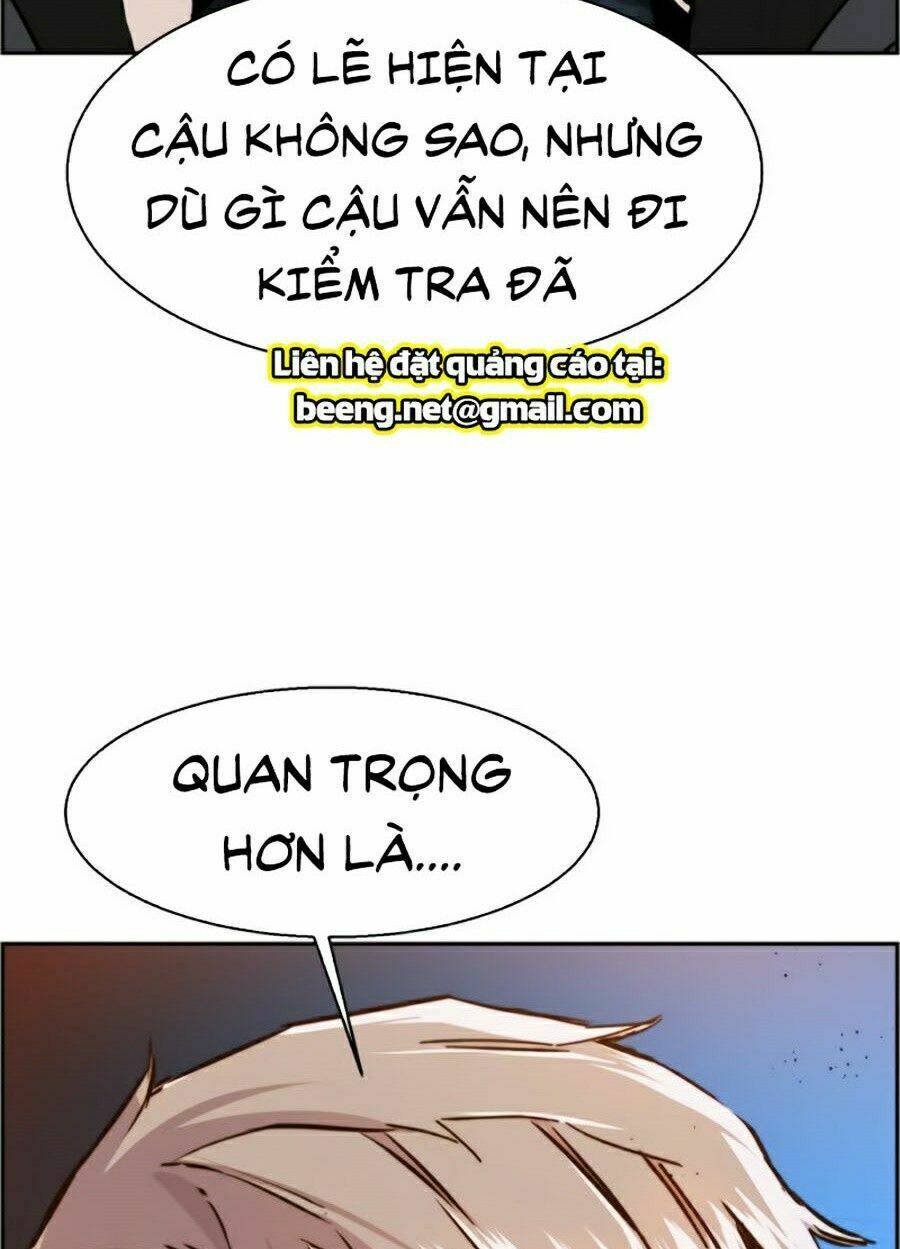 CÓ LẼ HIỆN TẠI
CẬU KHÔNG SAO, NHƯNG
DÙ GÌ CẬU VẪN NÊN ĐI
KIỂM TRA ĐÃ
Liên hệ đặt quảng cáo tại:
beeng.net@gmail.com
QUAN TRỌNG
HƠN LÀ....